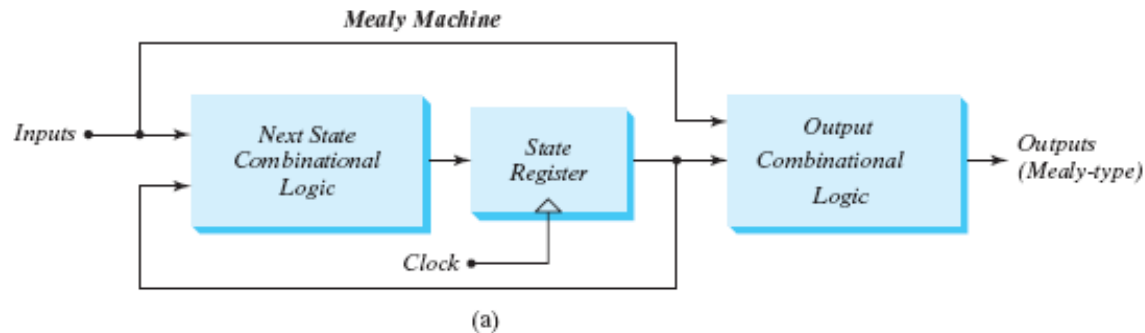 Mealy Machine
Inputs
Next State
Combinational
Logic
State
Register
Output
Combinational
Logic
Outputs
(Mealy-type)
Clock
(a)